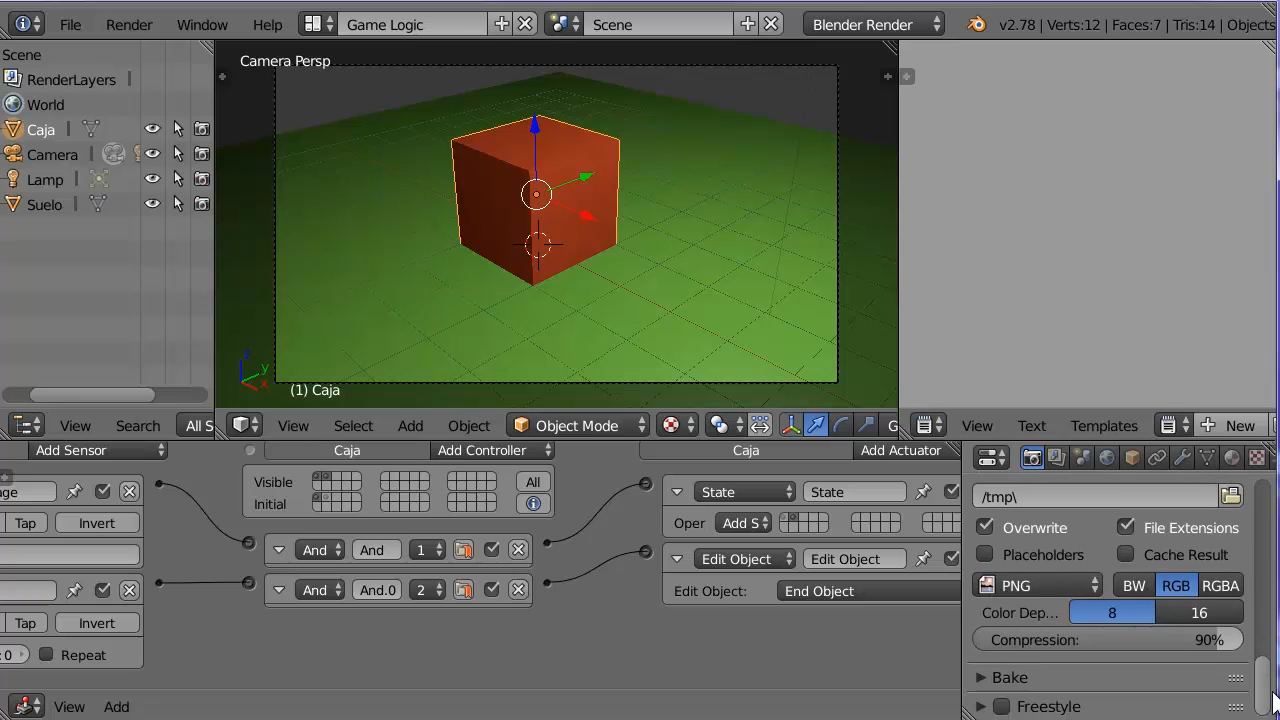 File Render Window Help Game Logic Scene Blender Render v2.78 | Verts:12 | Faces:7 | Tris:14 | Objects
Scene
RenderLayers
World
Caja
Camera
Lamp
Suelo
Camera Persp
(1) Caja
View Search All S
View Select Add Object Object Mode G
View Text Templates New
Add Sensor
Tap Invert
Tap Invert
Repeat
Caja Add Controller
Visible All
Initial
And And 1
And And.0 2
Caja Add Actuator
State State
Oper Add S
Edit Object Edit Object
Edit Object: End Object
/tmp\
Overwrite File Extensions
Placeholders Cache Result
PNG BW RGB RGBA
Color Dep... 8 16
Compression: 90%
Bake
Freestyle
View Add